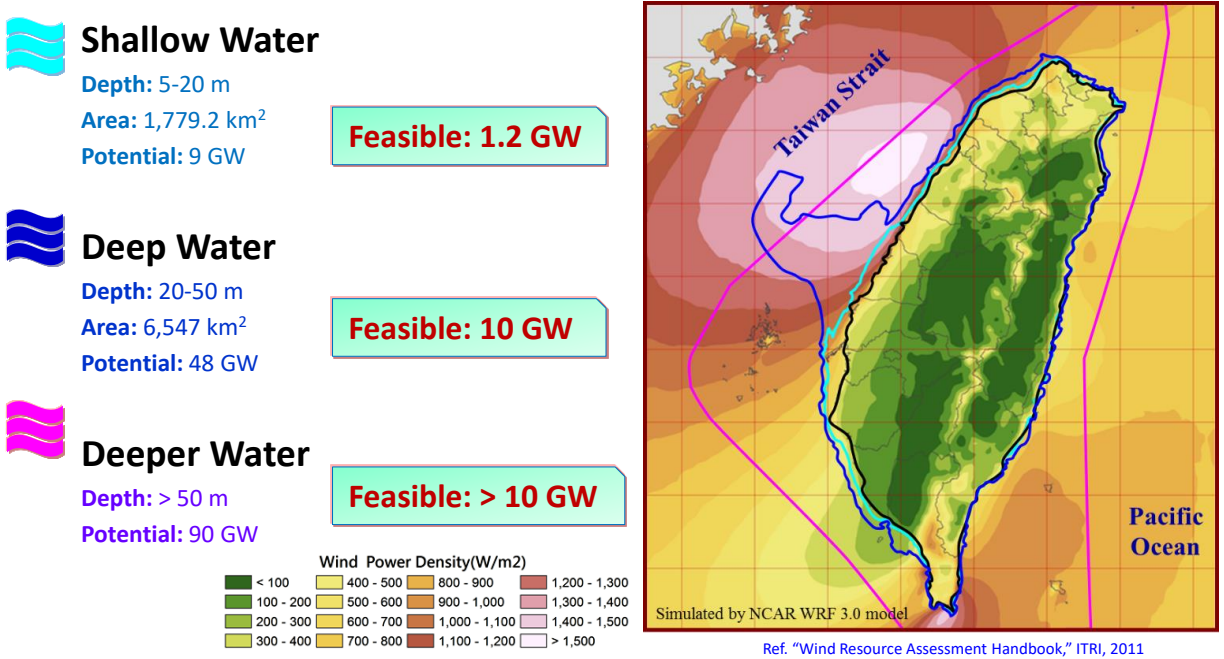 Shallow Water
Depth: 5-20 m
Area: 1,779.2 km²
Potential: 9 GW
Feasible: 1.2 GW
Deep Water
Depth: 20-50 m
Area: 6,547 km²
Potential: 48 GW
Feasible: 10 GW
Deeper Water
Depth: > 50 m
Potential: 90 GW
Feasible: > 10 GW
Wind Power Density(W/m2)
< 100
100 - 200
200 - 300
300 - 400
400 - 500
500 - 600
600 - 700
700 - 800
800 - 900
900 - 1,000
1,000 - 1,100
1,100 - 1,200
1,200 - 1,300
1,300 - 1,400
1,400 - 1,500
> 1,500
Taiwan Strait
Pacific
Ocean
Simulated by NCAR WRF 3.0 model
Ref. “Wind Resource Assessment Handbook,” ITRI, 2011